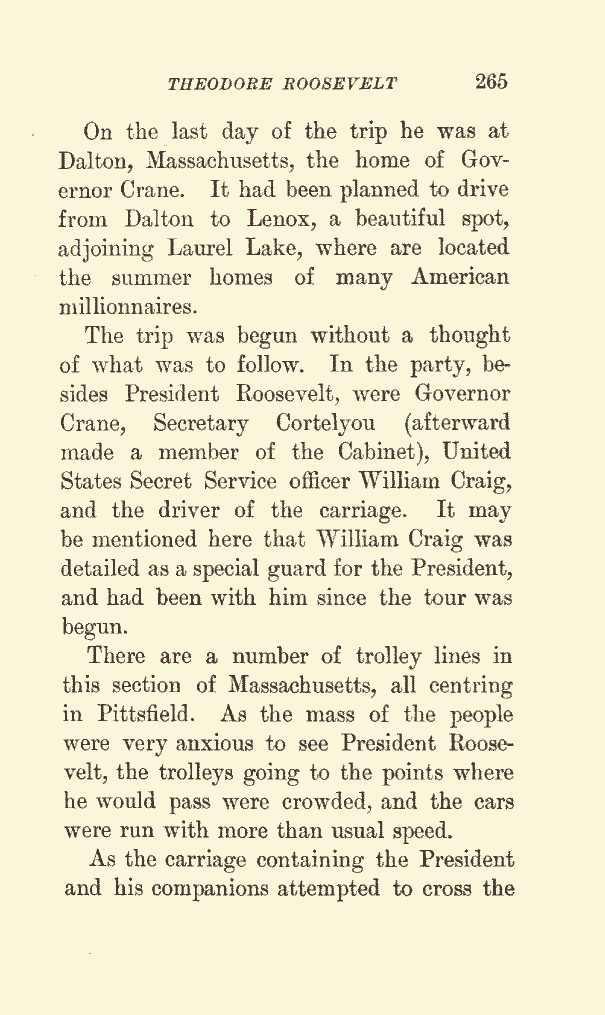 THEODORE ROOSEVELT 265
On the last day of the trip he was at
Dalton, Massachusetts, the home of Gov-
ernor Crane. It had been planned to drive
from Dalton to Lenox, a beautiful spot,
adjoining Laurel Lake, where are located
the summer homes of many American
millionnaires.
The trip was begun without a thought
of what was to follow. In the party, be-
sides President Roosevelt, were Governor
Crane, Secretary Cortelyou (afterward
made a member of the Cabinet), United
States Secret Service officer William Craig,
and the driver of the carriage. It may
be mentioned here that William Craig was
detailed as a special guard for the President,
and had been with him since the tour was
begun.
There are a number of trolley lines in
this section of Massachusetts, all centring
in Pittsfield. As the mass of the people
were very anxious to see President Roose-
velt, the trolleys going to the points where
he would pass were crowded, and the cars
were run with more than usual speed.
As the carriage containing the President
and his companions attempted to cross the